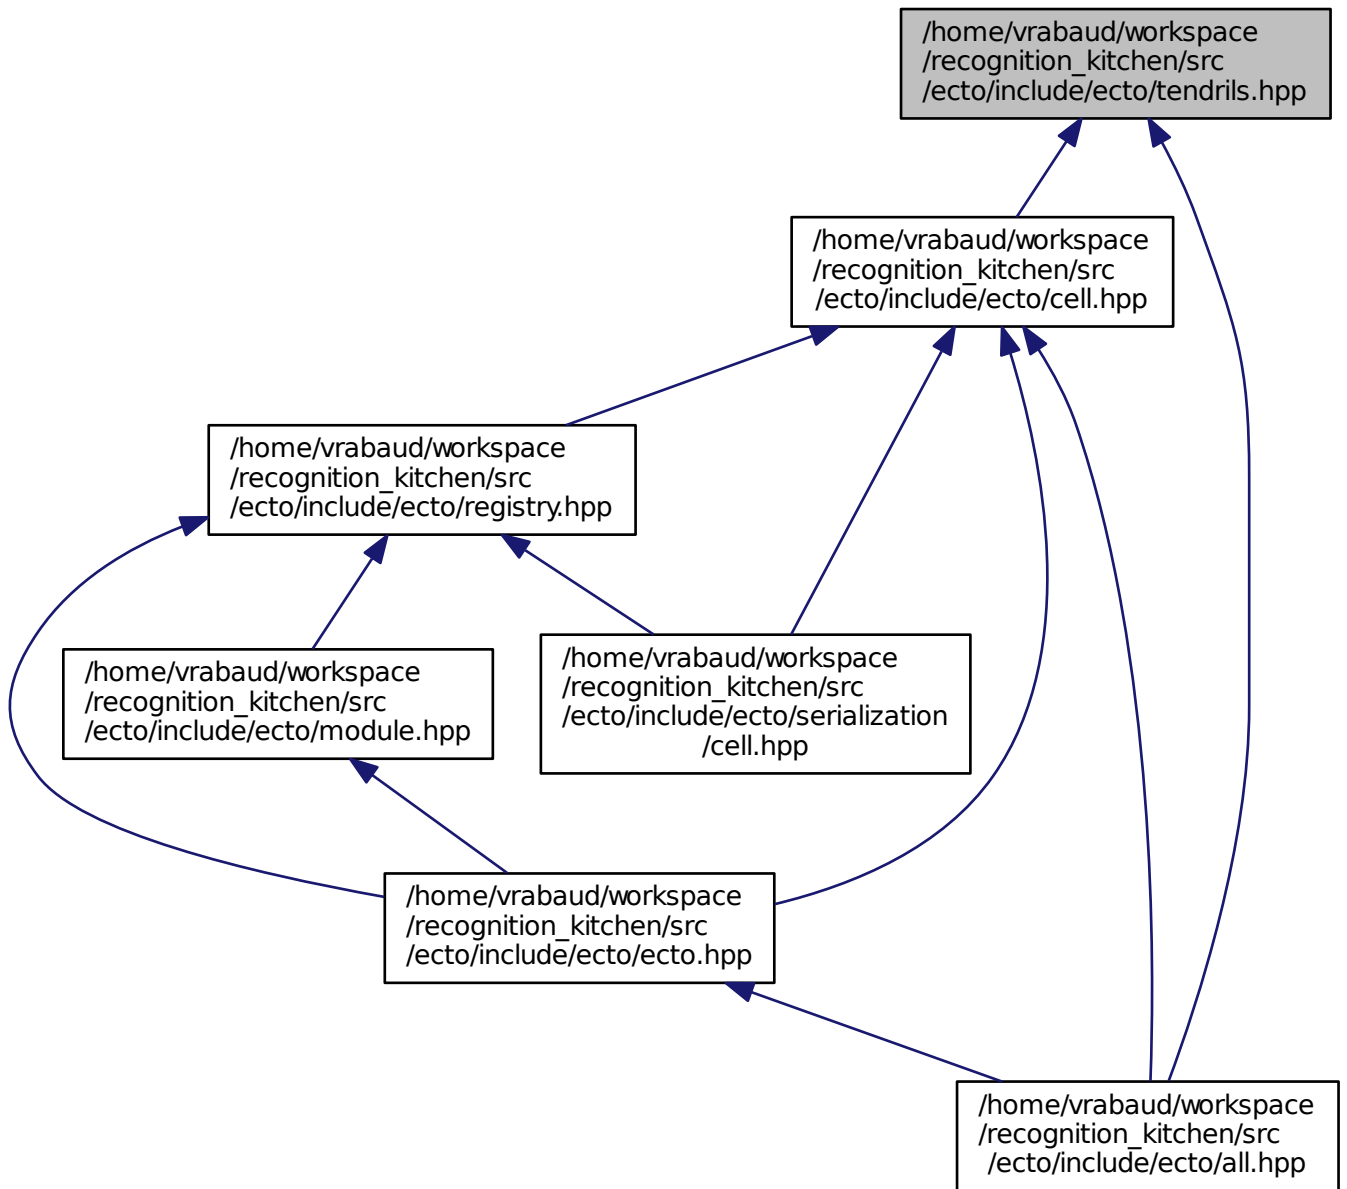 /home/vrabaud/workspace
/recognition_kitchen/src
/ecto/include/ecto/tendrils.hpp
/home/vrabaud/workspace
/recognition_kitchen/src
/ecto/include/ecto/cell.hpp
/home/vrabaud/workspace
/recognition_kitchen/src
/ecto/include/ecto/registry.hpp
/home/vrabaud/workspace
/recognition_kitchen/src
/ecto/include/ecto/module.hpp
/home/vrabaud/workspace
/recognition_kitchen/src
/ecto/include/ecto/serialization
/cell.hpp
/home/vrabaud/workspace
/recognition_kitchen/src
/ecto/include/ecto/ecto.hpp
/home/vrabaud/workspace
/recognition_kitchen/src
/ecto/include/ecto/all.hpp